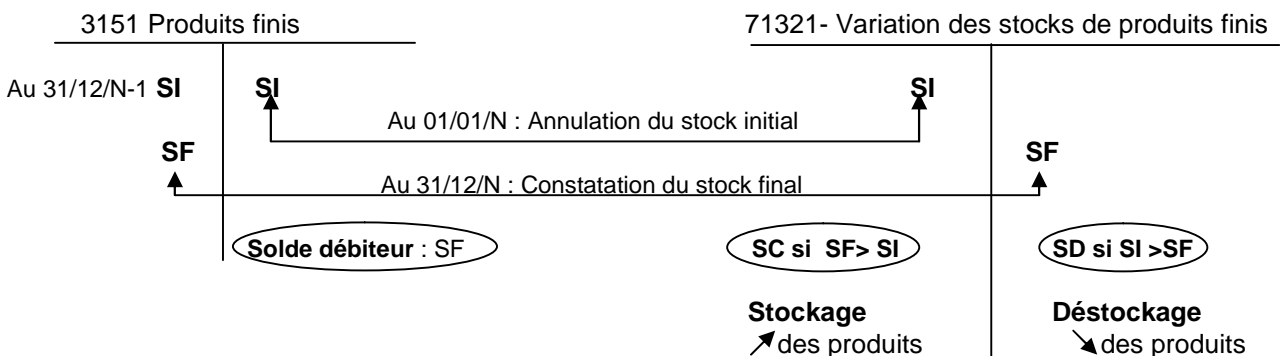 3151 Produits finis
71321- Variation des stocks de produits finis
Au 31/12/N-1 SI
SI
SI
Au 01/01/N : Annulation du stock initial
SF
SF
Au 31/12/N : Constatation du stock final
Solde débiteur : SF
SC si SF> SI
SD si SI >SF
Stockage
Déstockage
des produits
des produits